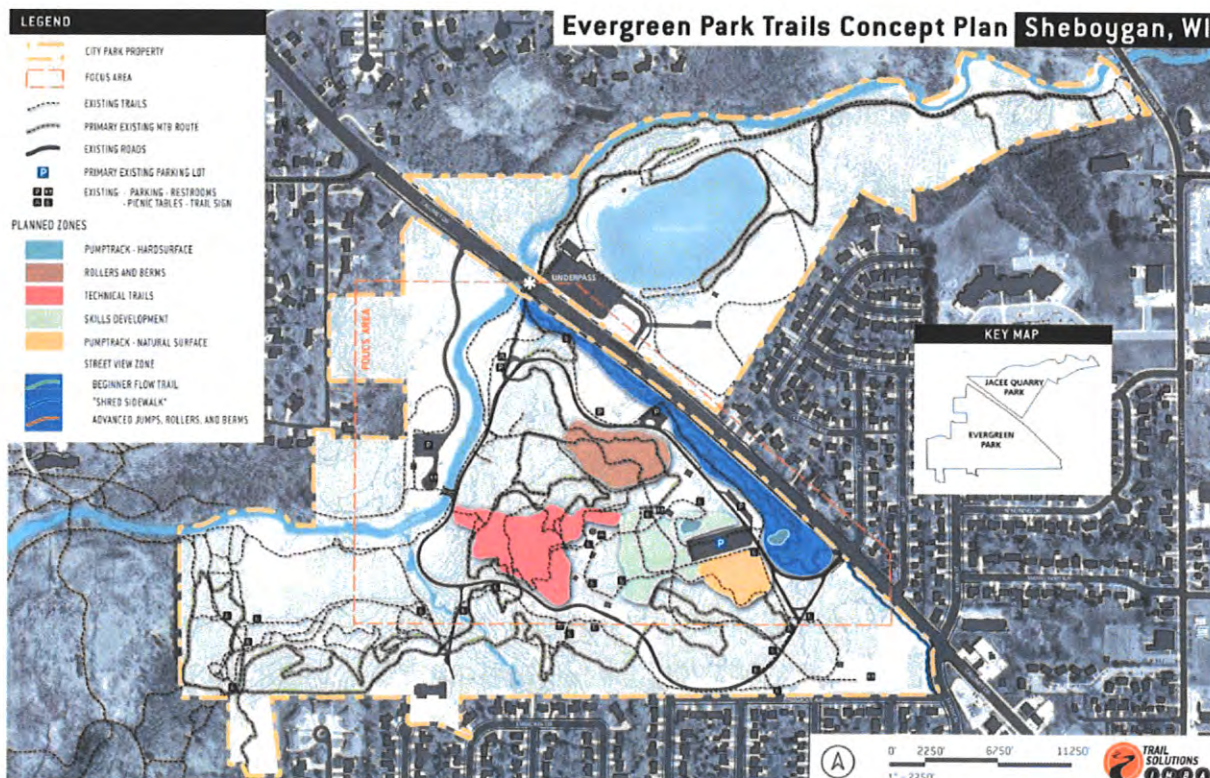 LEGEND
CITY PARK PROPERTY
FOCUS AREA
EXISTING TRAILS
PRIMARY EXISTING MTB ROUTE
EXISTING ROADS
P PRIMARY EXISTING PARKING LOT
EXISTING - PARKING - RESTROOMS
- PICNIC TABLES - TRAIL SIGN
PLANNED ZONES
PUMPTRACK - HARDSURFACE
ROLLERS AND BERMS
TECHNICAL TRAILS
SKILLS DEVELOPMENT
PUMPTRACK - NATURAL SURFACE
STREET VIEW ZONE
BEGINNER FLOW TRAIL
"SHRED SIDEWALK"
ADVANCED JUMPS, ROLLERS, AND BERMS
Evergreen Park Trails Concept Plan Sheboygan, WI
UNDERPASS
FOCUS AREA
P
P
P
P
KEY MAP
JAYCEE QUARRY
PARK
EVERGREEN
PARK
A
0' 2250' 6750' 11250'
1" = 2250'
TRAIL
SOLUTIONS